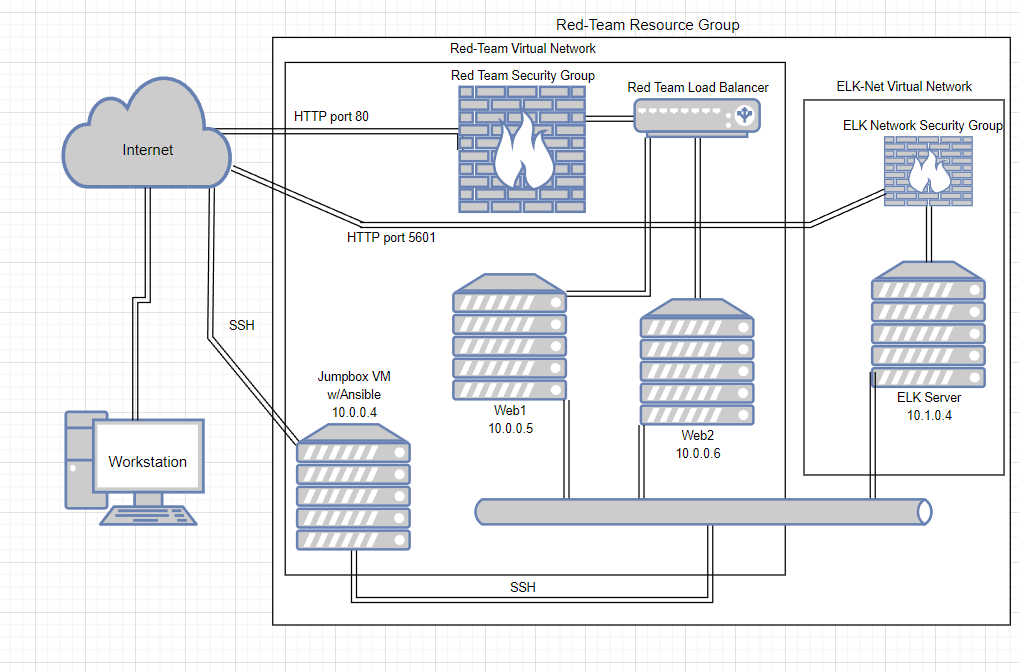 Red-Team Resource Group
Red-Team Virtual Network
Red Team Security Group
Red Team Load Balancer
ELK-Net Virtual Network
ELK Network Security Group
HTTP port 80
Internet
HTTP port 5601
SSH
Jumpbox VM
w/Ansible
10.0.0.4
Web1
10.0.0.5
Web2
10.0.0.6
ELK Server
10.1.0.4
Workstation
SSH